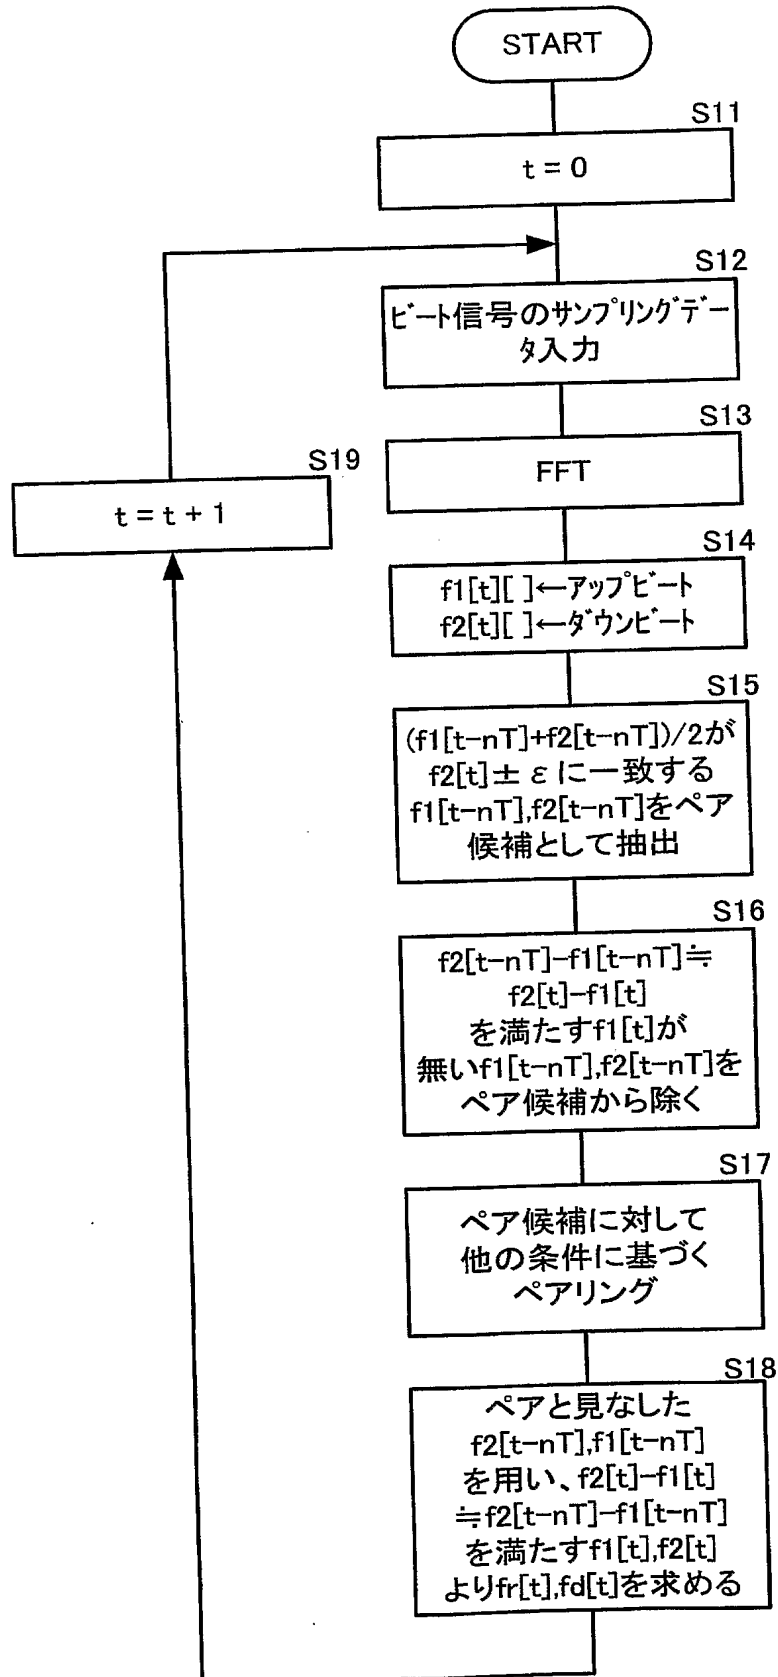 START
S11
t = 0
S12
ビート信号のサンプリングデー
タ入力
S13
FFT
S14
f1[t][ ]←アップビート
f2[t][ ]←ダウンビート
S15
(f1[t-nT]+f2[t-nT])/2が
f2[t]±εに一致する
f1[t-nT],f2[t-nT]をペア
候補として抽出
S16
f2[t-nT]-f1[t-nT]≒
f2[t]-f1[t]
を満たすf1[t]が
無いf1[t-nT],f2[t-nT]を
ペア候補から除く
S17
ペア候補に対して
他の条件に基づく
ペアリング
S18
ペアと見なした
f2[t-nT],f1[t-nT]
を用い、f2[t]-f1[t]
≒f2[t-nT]-f1[t-nT]
を満たすf1[t],f2[t]
よりfr[t],fd[t]を求める
S19
t = t + 1